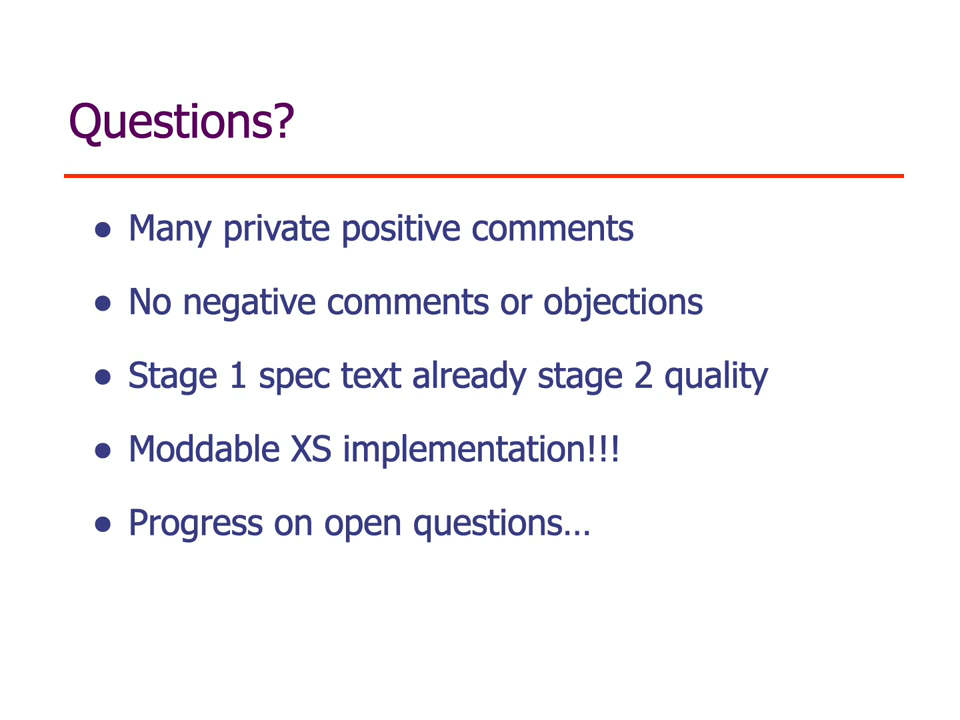 Questions?
● Many private positive comments
● No negative comments or objections
● Stage 1 spec text already stage 2 quality
● Moddable XS implementation!!!
● Progress on open questions…